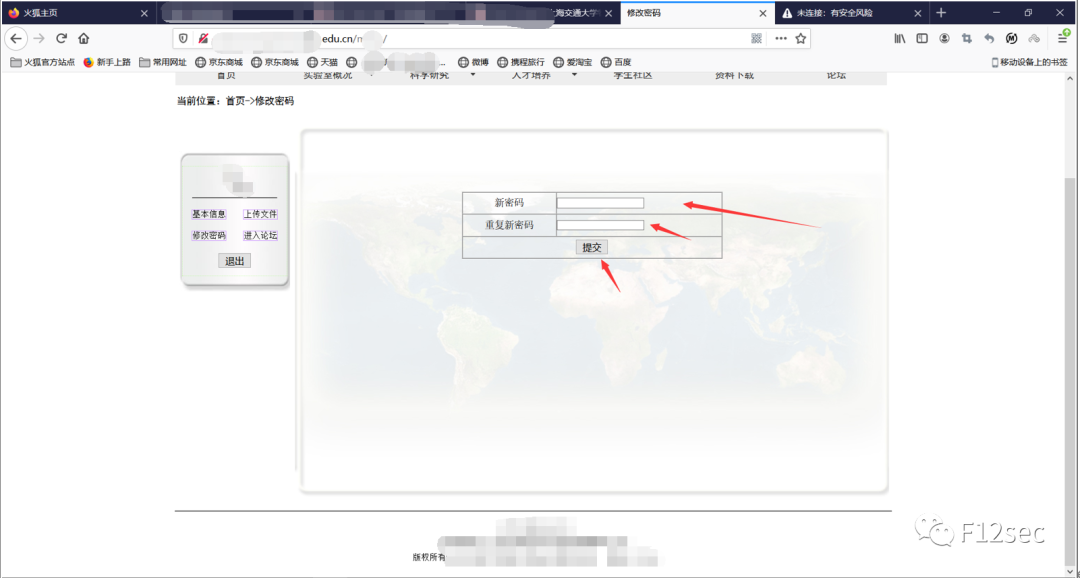 火狐主页
上海交通大学
修改密码
未连接：有安全风险
edu.cn/m /
火狐官方站点 新手上路 常用网址 京东商城 京东商城 天猫 ... 微博 携程旅行 爱淘宝 百度 移动设备上的书签
首页 实验室概况 科学研究 人才培养 学生社区 资料下载 论坛
当前位置：首页->修改密码
基本信息 上传文件
修改密码 进入论坛
退出
新密码
重复新密码
提交
版权所有
F12sec